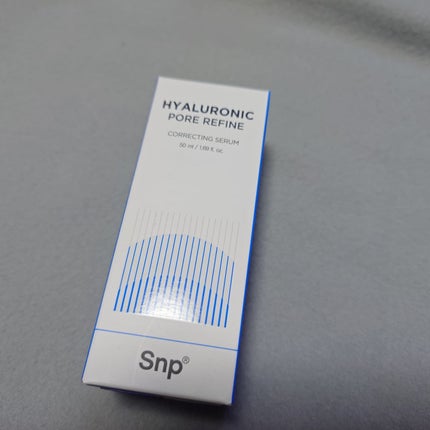 HYALURONIC
PORE REFINE
CORRECTING SERUM
50 ml / 1.69 fl. oz.
Snp®